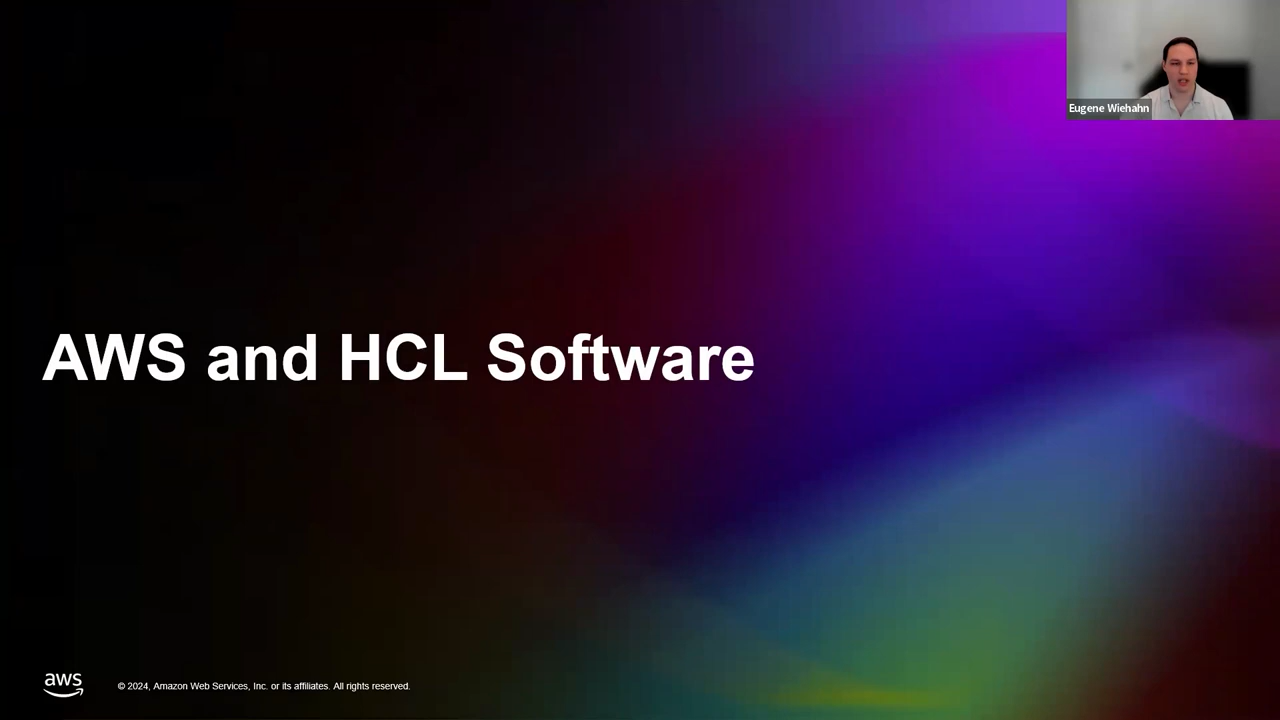 Eugene Wiehahn
AWS and HCL Software
aws
© 2024, Amazon Web Services, Inc. or its affiliates. All rights reserved.